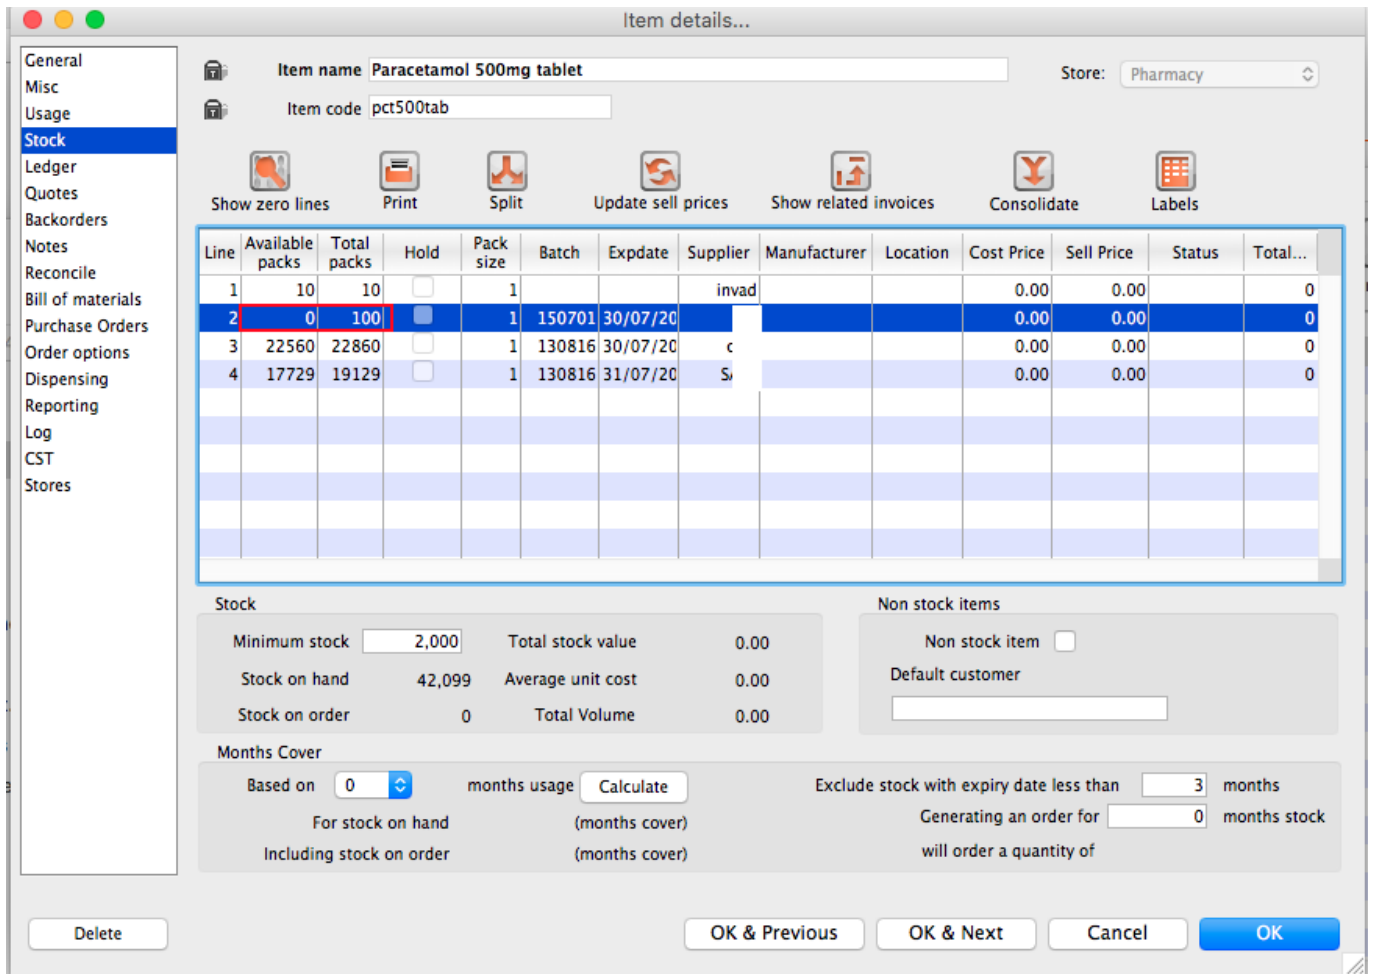 Item details...
General
Misc
Usage
Stock
Ledger
Quotes
Backorders
Notes
Reconcile
Bill of materials
Purchase Orders
Order options
Dispensing
Reporting
Log
CST
Stores
Item name Paracetamol 500mg tablet
Store: Pharmacy
Item code pct500tab
Show zero lines Print Split Update sell prices Show related invoices Consolidate Labels
Line Available packs Total packs Hold Pack size Batch Expdate Supplier Manufacturer Location Cost Price Sell Price Status Total...
1 10 10 1 invad 0.00 0.00 0
2 0 100 1 150701 30/07/20 0.00 0.00 0
3 22560 22860 1 130816 30/07/20 0.00 0.00 0
4 17729 19129 1 130816 31/07/20 0.00 0.00 0
Stock
Minimum stock 2,000 Total stock value 0.00
Stock on hand 42,099 Average unit cost 0.00
Stock on order 0 Total Volume 0.00
Non stock items
Non stock item
Default customer
Months Cover
Based on 0 months usage Calculate
For stock on hand (months cover)
Including stock on order (months cover)
Exclude stock with expiry date less than 3 months
Generating an order for 0 months stock
will order a quantity of
Delete OK & Previous OK & Next Cancel OK